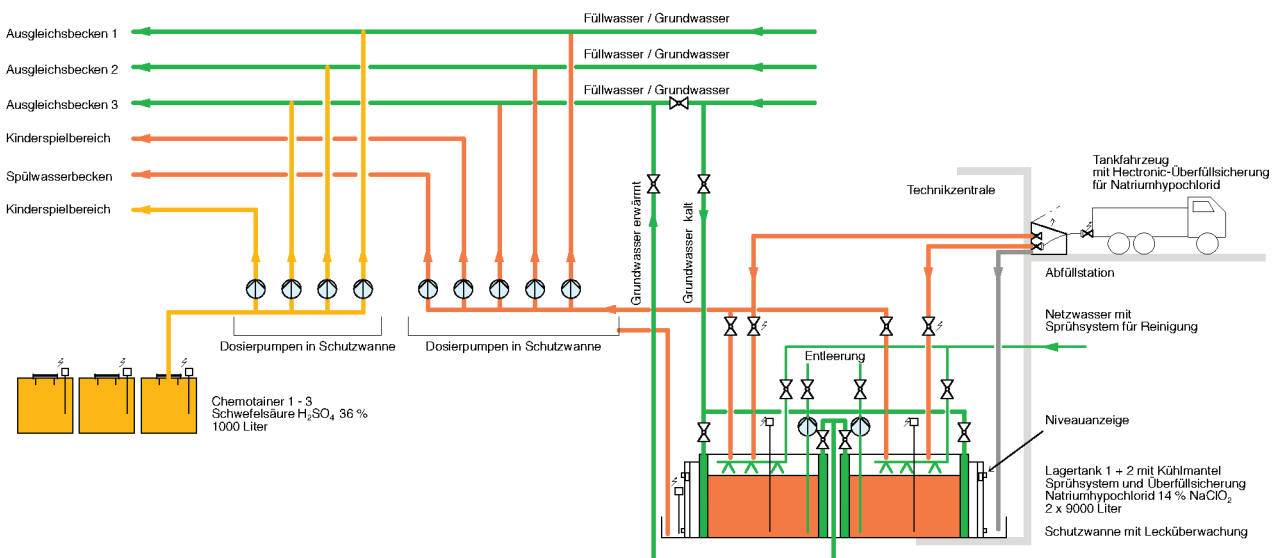 Ausgleichsbecken 1
Füllwasser / Grundwasser
Ausgleichsbecken 2
Füllwasser / Grundwasser
Ausgleichsbecken 3
Füllwasser / Grundwasser
Kinderspielbereich
Spülwasserbecken
Kinderspielbereich
Grundwasser erwärmt
Grundwasser kalt
Technikzentrale
Tankfahrzeug
mit Hectronic-Überfüllsicherung
für Natriumhypochlorid
Abfüllstation
Netzwasser mit
Sprühsystem für Reinigung
Dosierpumpen in Schutzwanne
Dosierpumpen in Schutzwanne
Entleerung
Chemotainer 1 - 3
Schwefelsäure H₂SO₄ 36 %
1000 Liter
Niveauanzeige
Lagertank 1 + 2 mit Kühlmantel
Sprühsystem und Überfüllsicherung
Natriumhypochlorid 14 % NaClO₂
2 x 9000 Liter
Schutzwanne mit Lecküberwachung